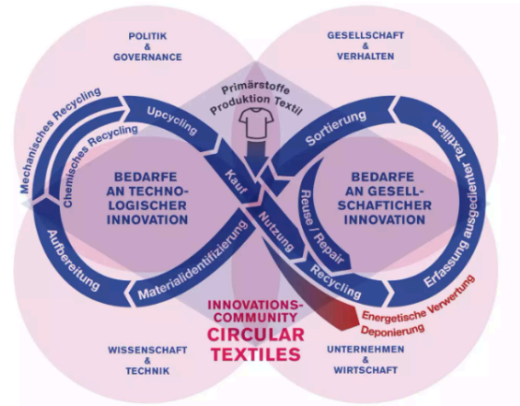 POLITIK
&
GOVERNANCE
GESELLSCHAFT
&
VERHALTEN
Primärstoffe
Produktion Textil
Mechanisches Recycling
Chemisches Recycling
Upcycling
Kauf
Sortierung
Erfassung ausgedienter Textilien
BEDARFE
AN TECHNO-
LOGISCHER
INNOVATION
BEDARFE
AN GESELL-
SCHAFTICHER
INNOVATION
Aufbereitung
Materialidentifizierung
Nutzung
Reuse / Repair
Recycling
Energetische Verwertung
Deponierung
INNOVATIONS-
COMMUNITY
CIRCULAR
TEXTILES
WISSENSCHAFT
&
TECHNIK
UNTERNEHMEN
&
WIRTSCHAFT